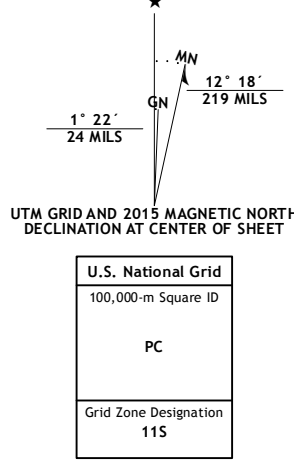 ★
MN
GN
12° 18´
219 MILS
1° 22´
24 MILS
UTM GRID AND 2015 MAGNETIC NORTH
DECLINATION AT CENTER OF SHEET
U.S. National Grid
100,000-m Square ID
PC
Grid Zone Designation
11S